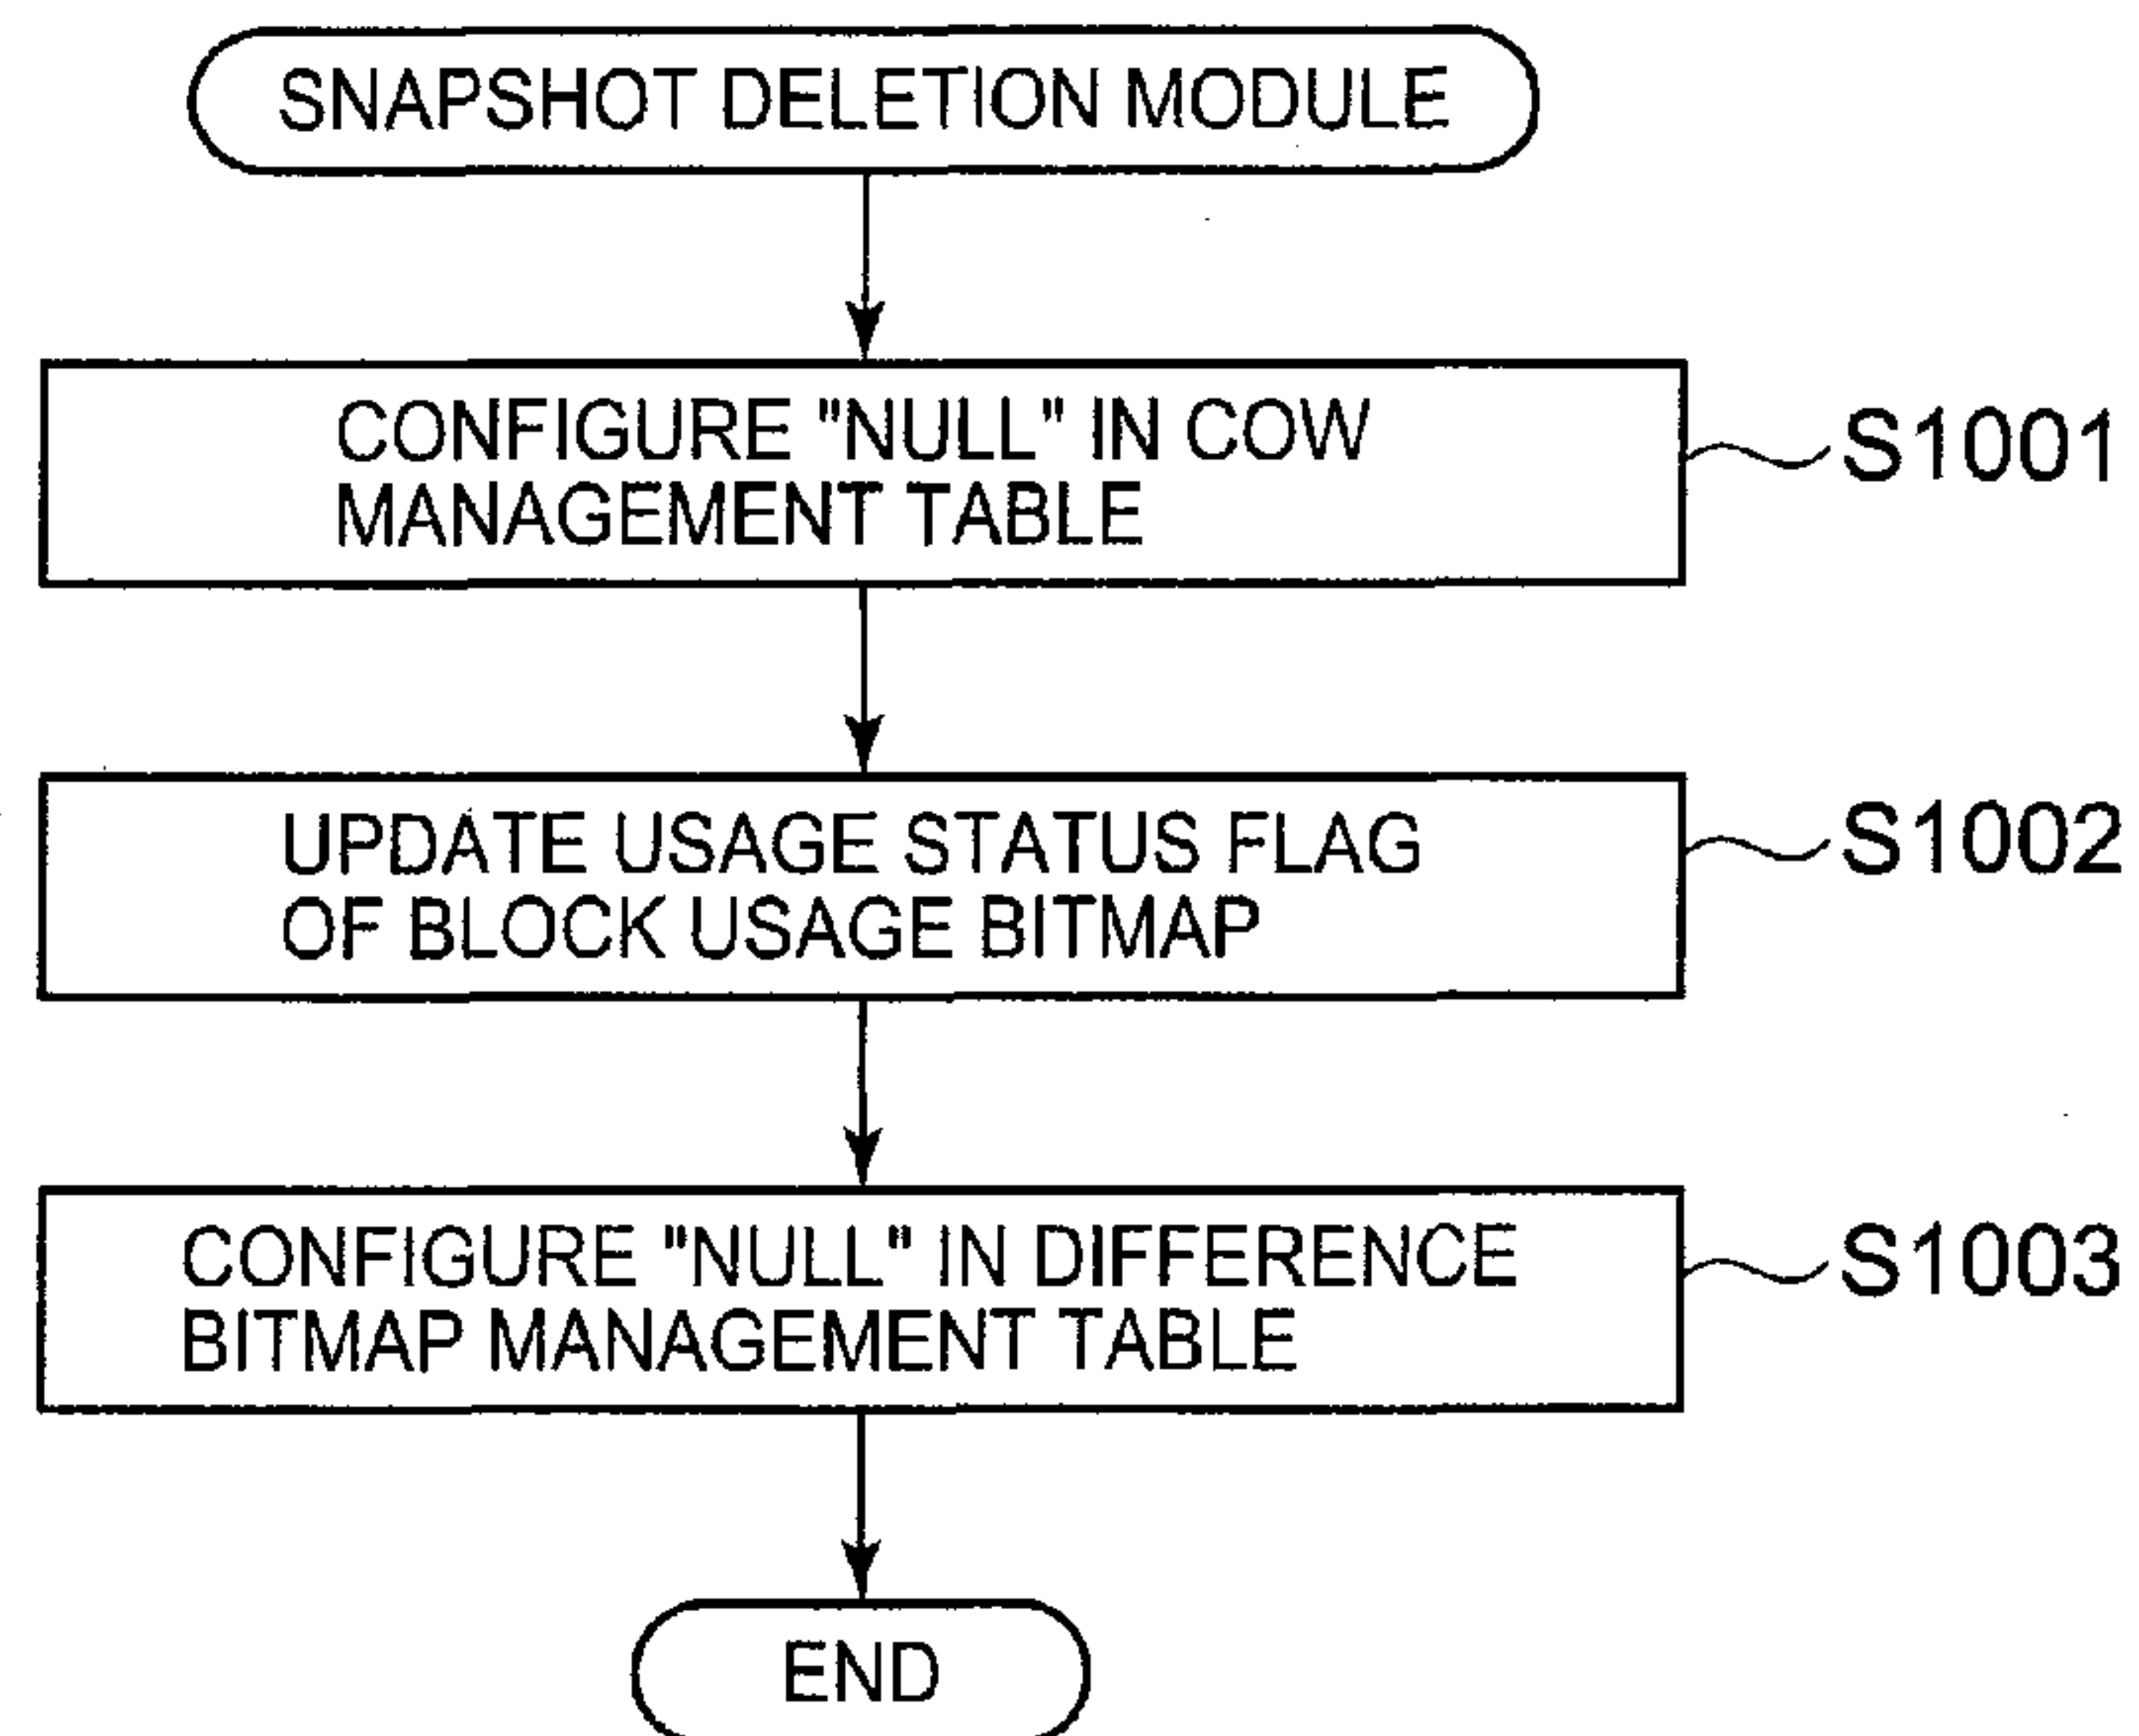 SNAPSHOT DELETION MODULE
CONFIGURE "NULL" IN COW
MANAGEMENT TABLE
S1001
UPDATE USAGE STATUS FLAG
OF BLOCK USAGE BITMAP
S1002
CONFIGURE "NULL" IN DIFFERENCE
BITMAP MANAGEMENT TABLE
S1003
END